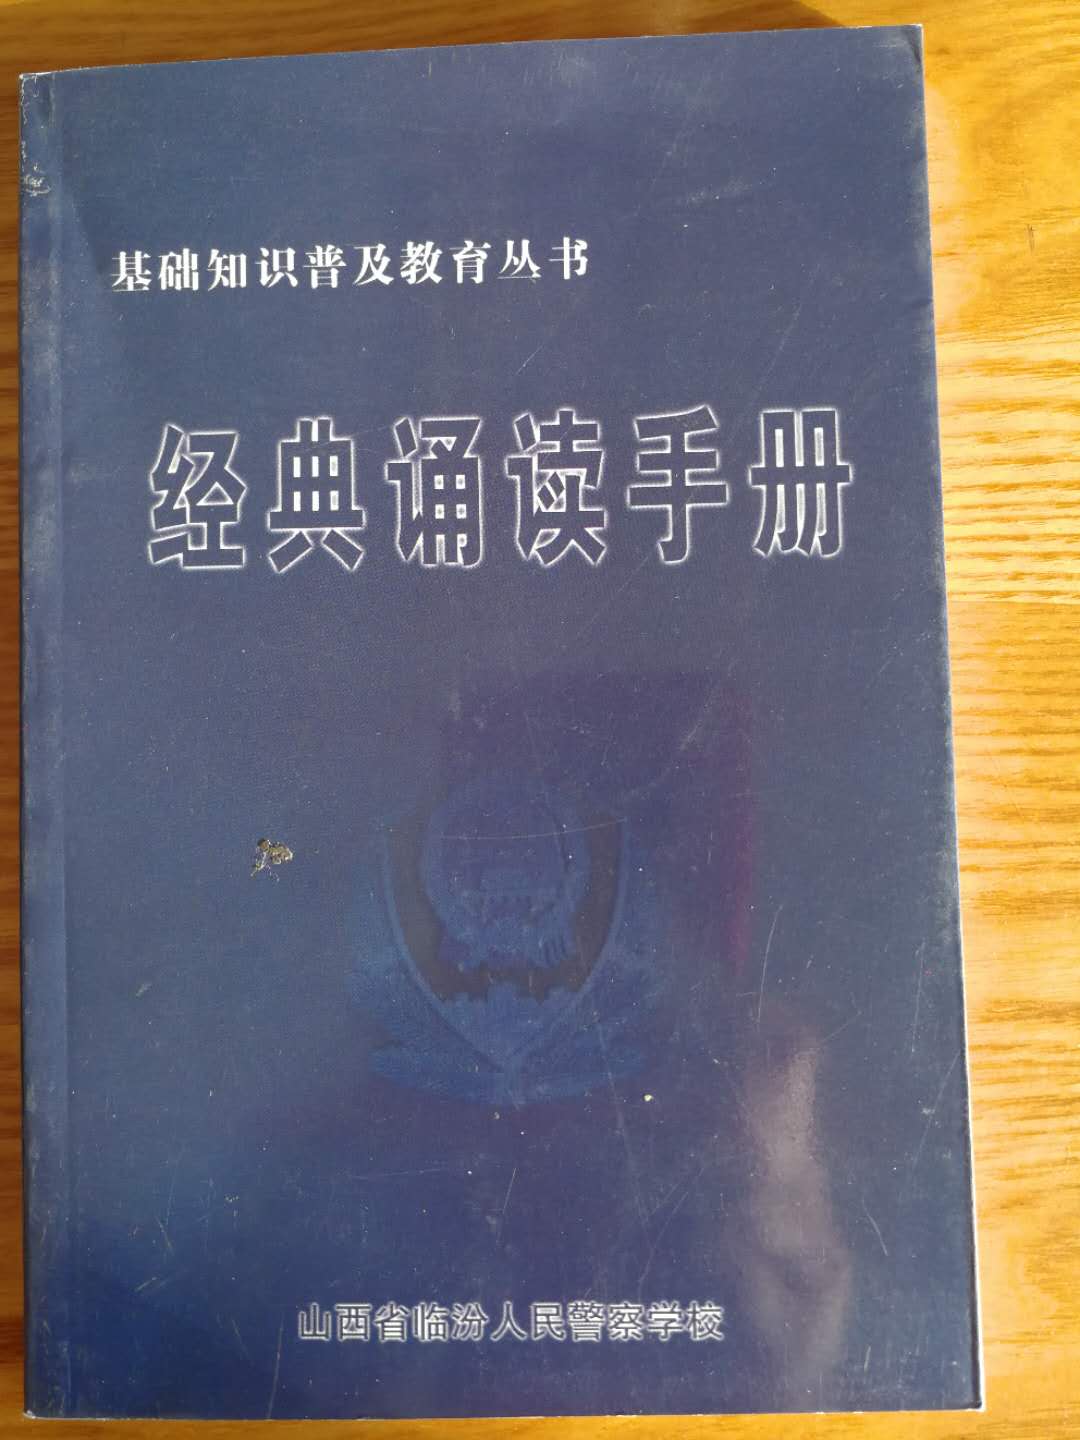 基础知识普及教育丛书
经典诵读手册
山西省临汾人民警察学校